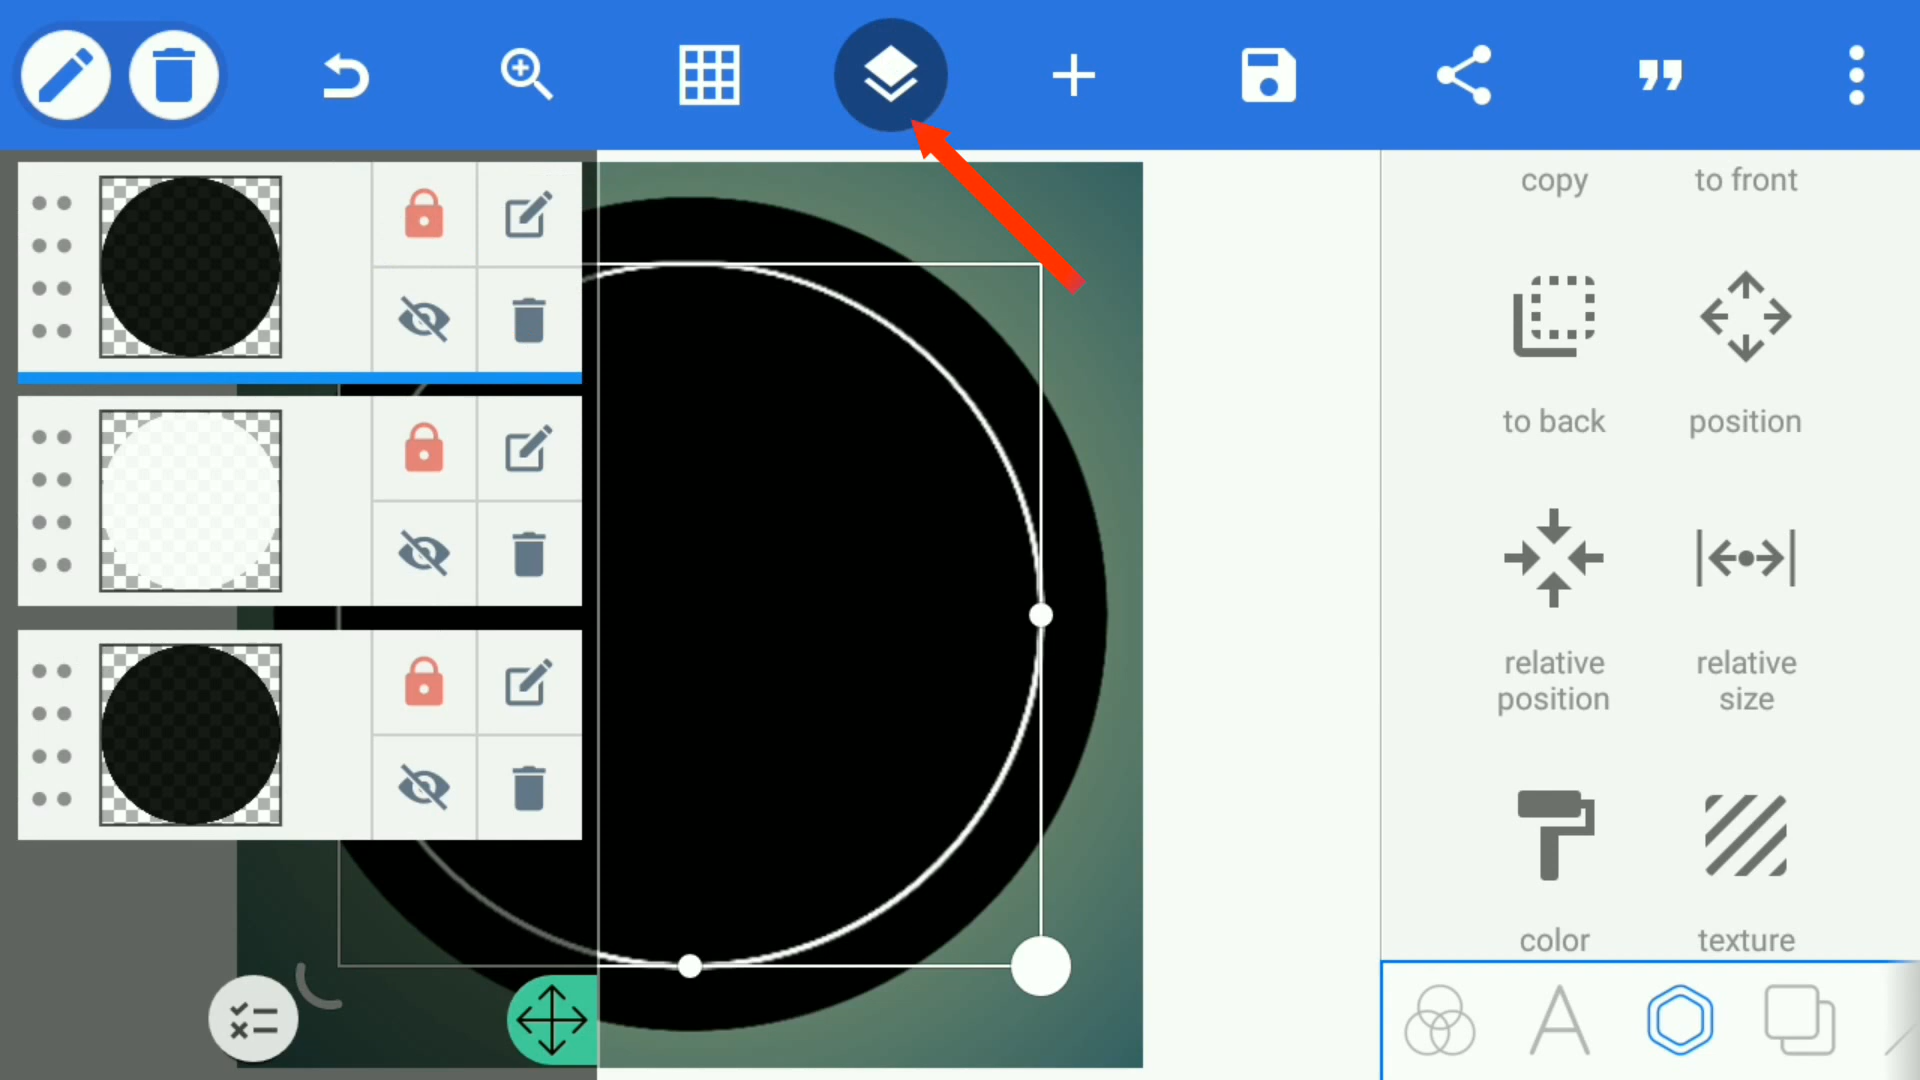 copy
to front
to back
position
relative
position
relative
size
color
texture